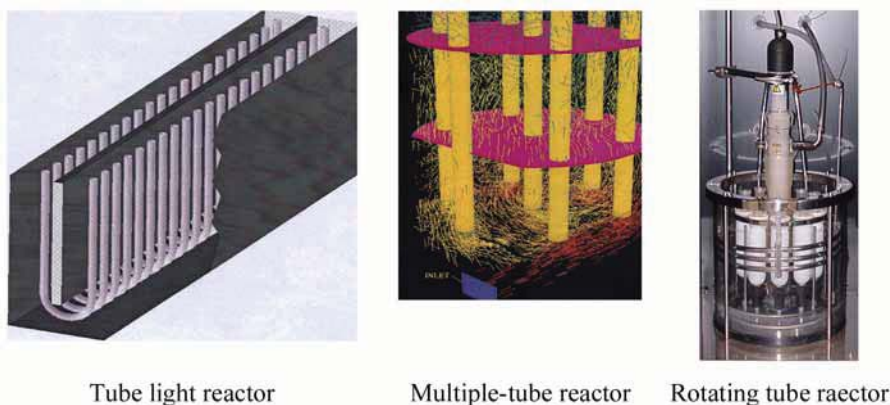 INLET
Tube light reactor
Multiple-tube reactor
Rotating tube raector